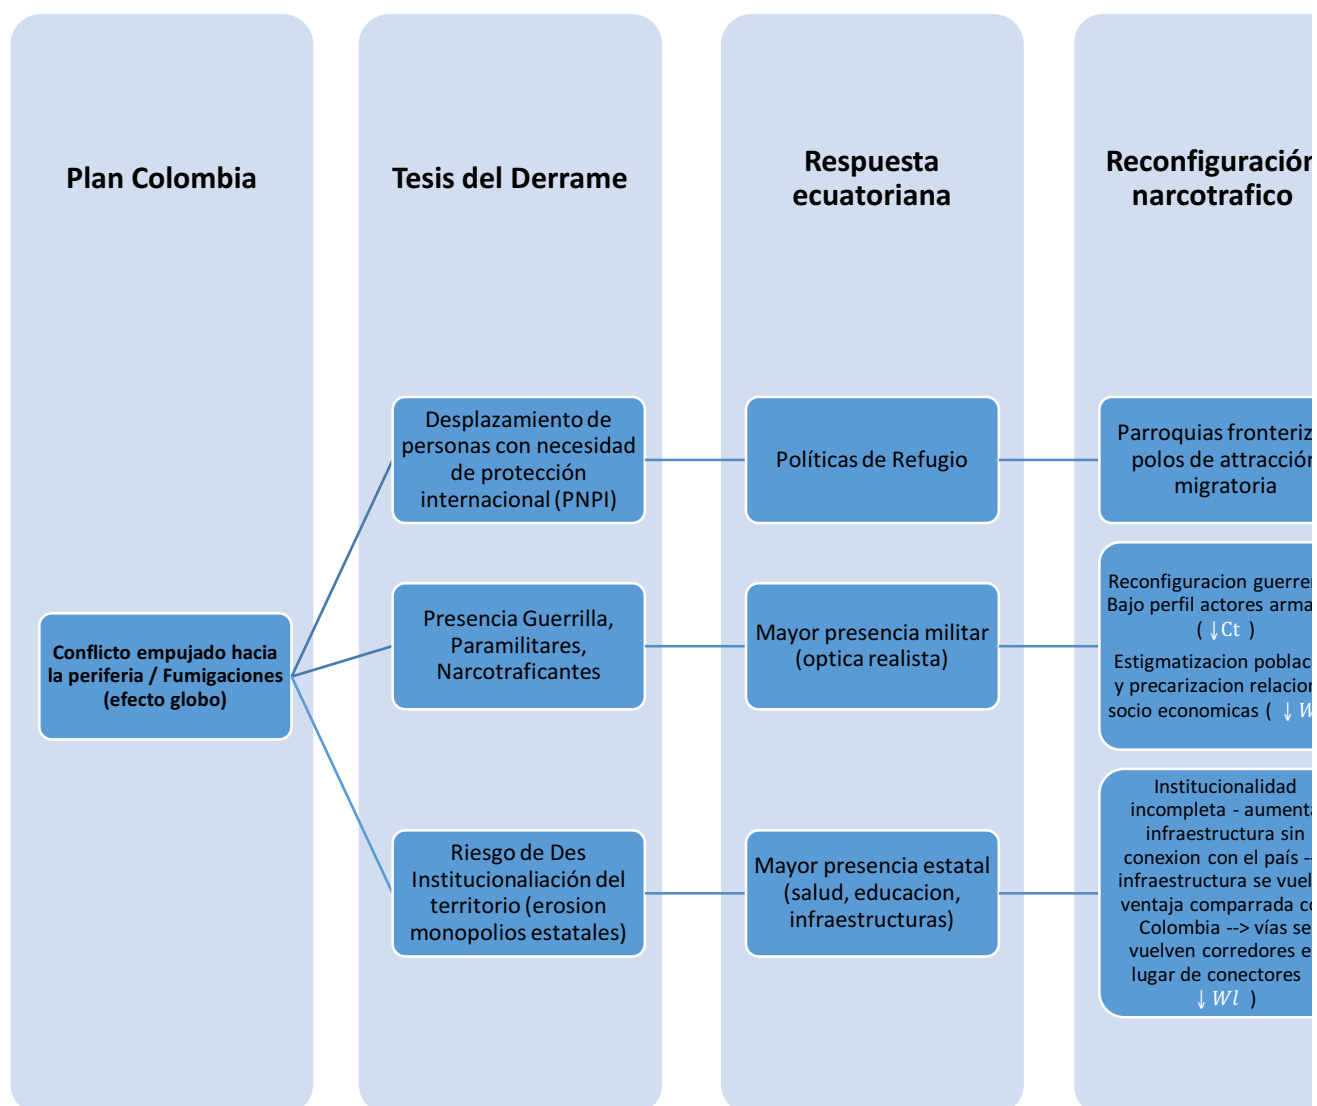 Plan Colombia
Conflicto empujado hacia
la periferia / Fumigaciones
(efecto globo)
Tesis del Derrame
Desplazamiento de
personas con necesidad
de protección
internacional (PNPI)
Presencia Guerrilla,
Paramilitares,
Narcotraficantes
Riesgo de Des
Institucionaliación del
territorio (erosion
monopolios estatales)
Respuesta
ecuatoriana
Políticas de Refugio
Mayor presencia militar
(optica realista)
Mayor presencia estatal
(salud, educacion,
infraestructuras)
Reconfiguración
narcotrafico
Parroquias fronteriz
polos de attracción
migratoria
Reconfiguracion guerre
Bajo perfil actores arma
( ↓Ct )
Estigmatizacion poblac
y precarizacion relacion
socio economicas ( ↓ W
Institucionalidad
incompleta - aumenta
infraestructura sin
conexion con el país --
infraestructura se vuel
ventaja comparrada co
Colombia --> vías se
vuelven corredores e
lugar de conectores
↓ Wl )